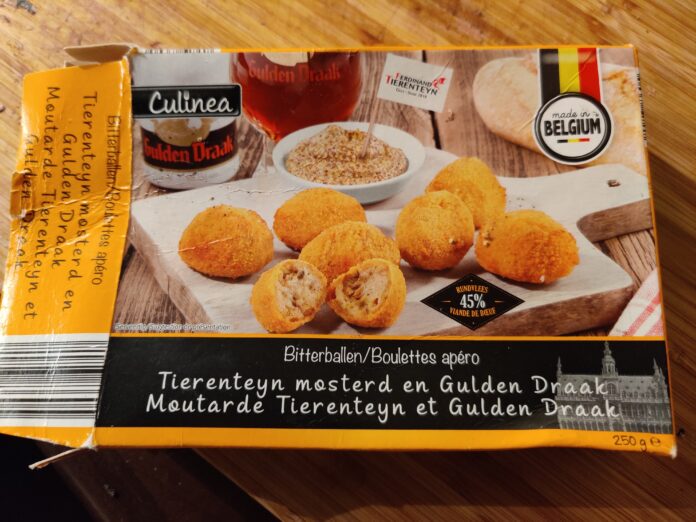 Bitterballen/Boulettes apéro
Tierenteyn mosterd en
Gulden Draak
Moutarde Tierenteyn et
Gulden Draak
Culinea
Gulden Draak
Gulden Draak
FERDINAND
TIERENTEYN
made in
BELGIUM
RUNDVLEES
45%
VIANDE DE BŒUF
Bitterballen/Boulettes apéro
Tierenteyn mosterd en Gulden Draak
Moutarde Tierenteyn et Gulden Draak
250 g e